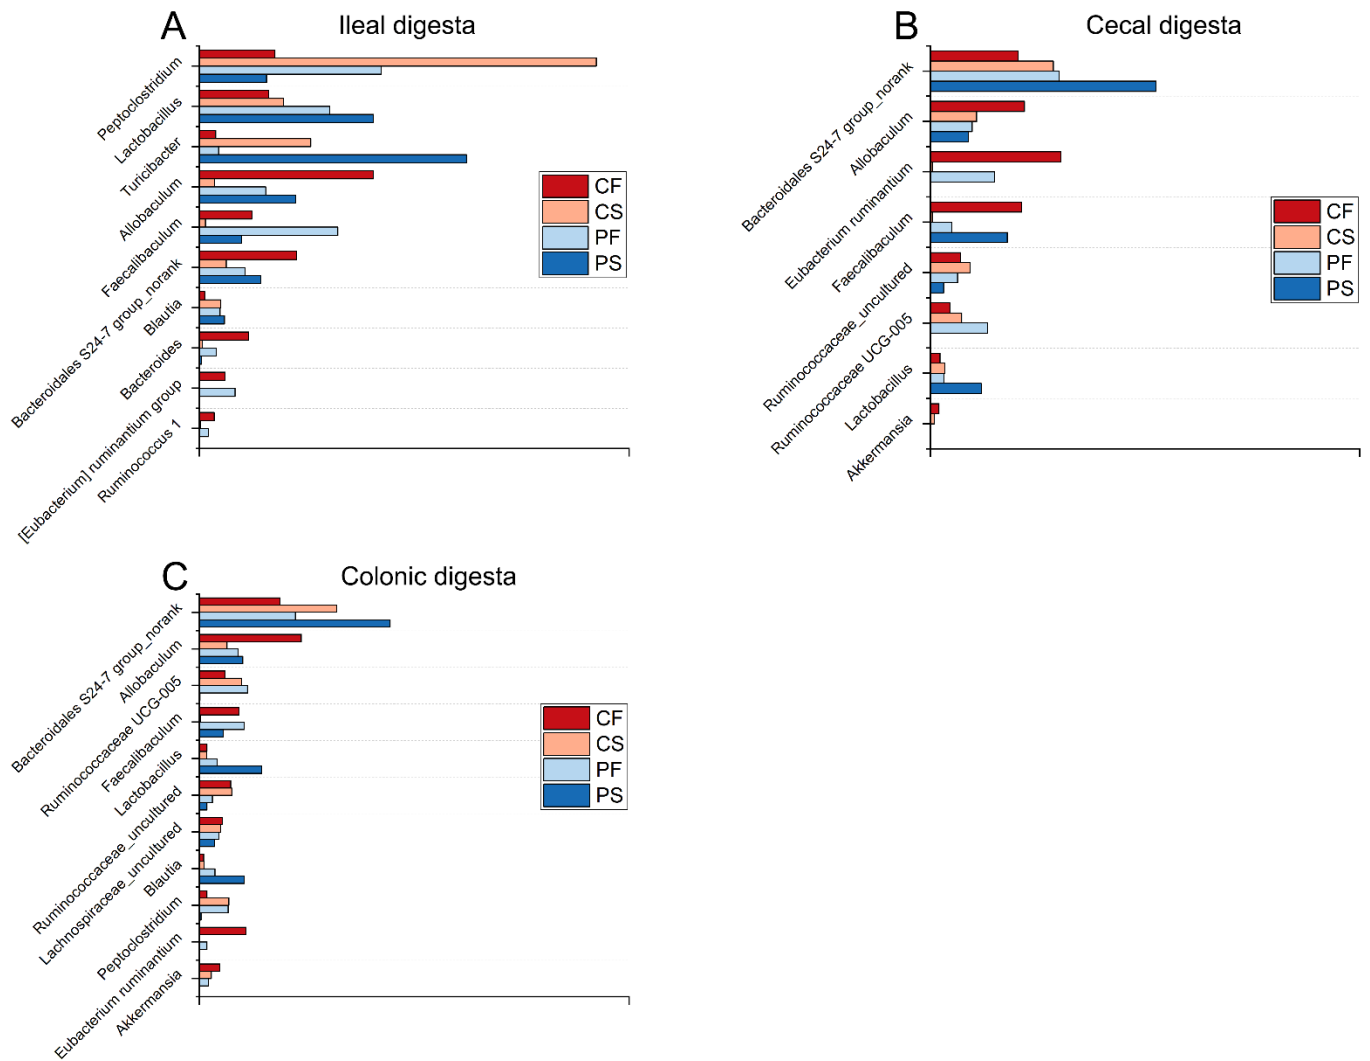 A
Ileal digesta
Peptoclostridium
Lactobacillus
Turicibacter
Allobaculum
Faecalibaculum
Bacteroidales S24-7 group_norank
Blautia
Bacteroides
[Eubacterium] ruminantium group
Ruminococcus 1
CF
CS
PF
PS
B
Cecal digesta
Bacteroidales S24-7 group_norank
Allobaculum
Eubacterium ruminantium
Faecalibaculum
Ruminococcaceae_uncultured
Ruminococcaceae UCG-005
Lactobacillus
Akkermansia
CF
CS
PF
PS
C
Colonic digesta
Bacteroidales S24-7 group_norank
Allobaculum
Ruminococcaceae UCG-005
Faecalibaculum
Lactobacillus
Ruminococcaceae_uncultured
Lachnospiraceae_uncultured
Blautia
Peptoclostridium
Eubacterium ruminantium
Akkermansia
CF
CS
PF
PS